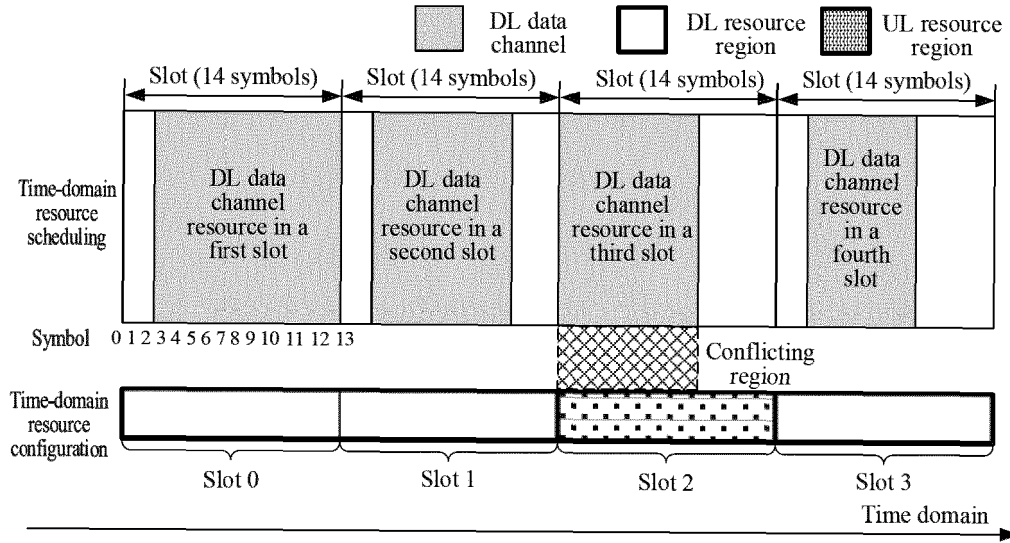 DL data channel
DL resource region
UL resource region
Slot (14 symbols)
Slot (14 symbols)
Slot (14 symbols)
Slot (14 symbols)
Time-domain
resource
scheduling
DL data
channel
resource in a
first slot
DL data
channel
resource in a
second slot
DL data
channel
resource in a
third slot
DL data
channel
resource
in a
fourth
slot
Symbol
0 1 2 3 4 5 6 7 8 9 10 11 12 13
Conflicting
region
Time-domain
resource
configuration
Slot 0
Slot 1
Slot 2
Slot 3
Time domain